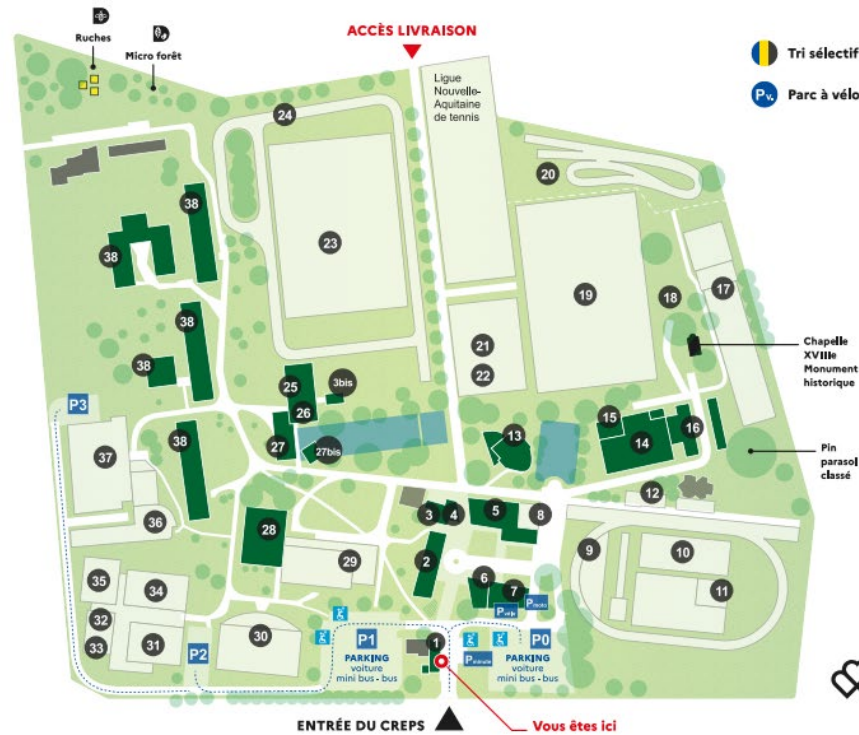 Ruches
Micro forêt
ACCÈS LIVRAISON
Ligue
Nouvelle-
Aquitaine
de tennis
Tri sélectif
Pv. Parc à vélo
24
20
38
23
38
19
18
17
38
21
22
Chapelle
XVIIIe
Monument
historique
38
25
3bis
26
P3
15
16
13
14
27
27bis
38
37
Pin
parasol
classé
12
5
8
3
4
36
28
9
10
29
2
11
35
34
6
7
P vélo
P moto
32
33
31
30
P2
P1
PARKING
voiture
mini bus - bus
1
P minute
P0
PARKING
voiture
mini bus - bus
ENTRÉE DU CREPS
Vous êtes ici